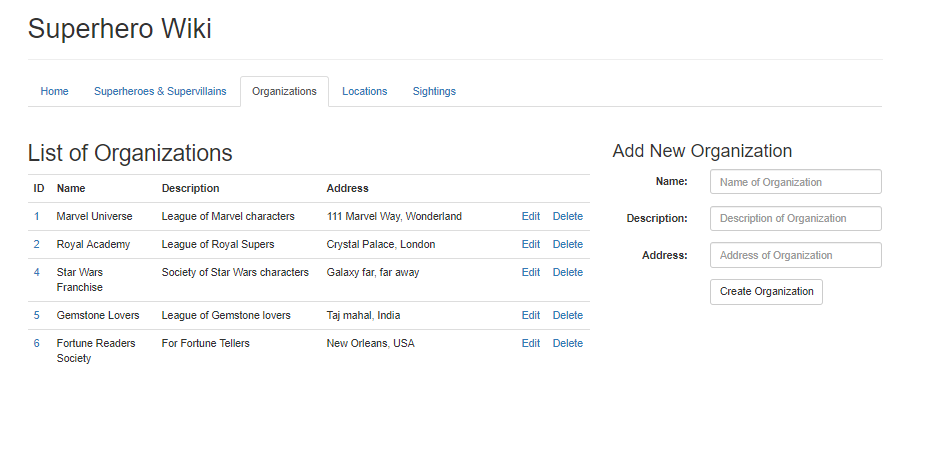 Superhero Wiki
Home Superheroes & Supervillains Organizations Locations Sightings
List of Organizations
ID Name Description Address
1 Marvel Universe League of Marvel characters 111 Marvel Way, Wonderland Edit Delete
2 Royal Academy League of Royal Supers Crystal Palace, London Edit Delete
4 Star Wars Society of Star Wars characters Galaxy far, far away Edit Delete
Franchise
5 Gemstone Lovers League of Gemstone lovers Taj mahal, India Edit Delete
6 Fortune Readers For Fortune Tellers New Orleans, USA Edit Delete
Society
Add New Organization
Name: Name of Organization
Description: Description of Organization
Address: Address of Organization
Create Organization